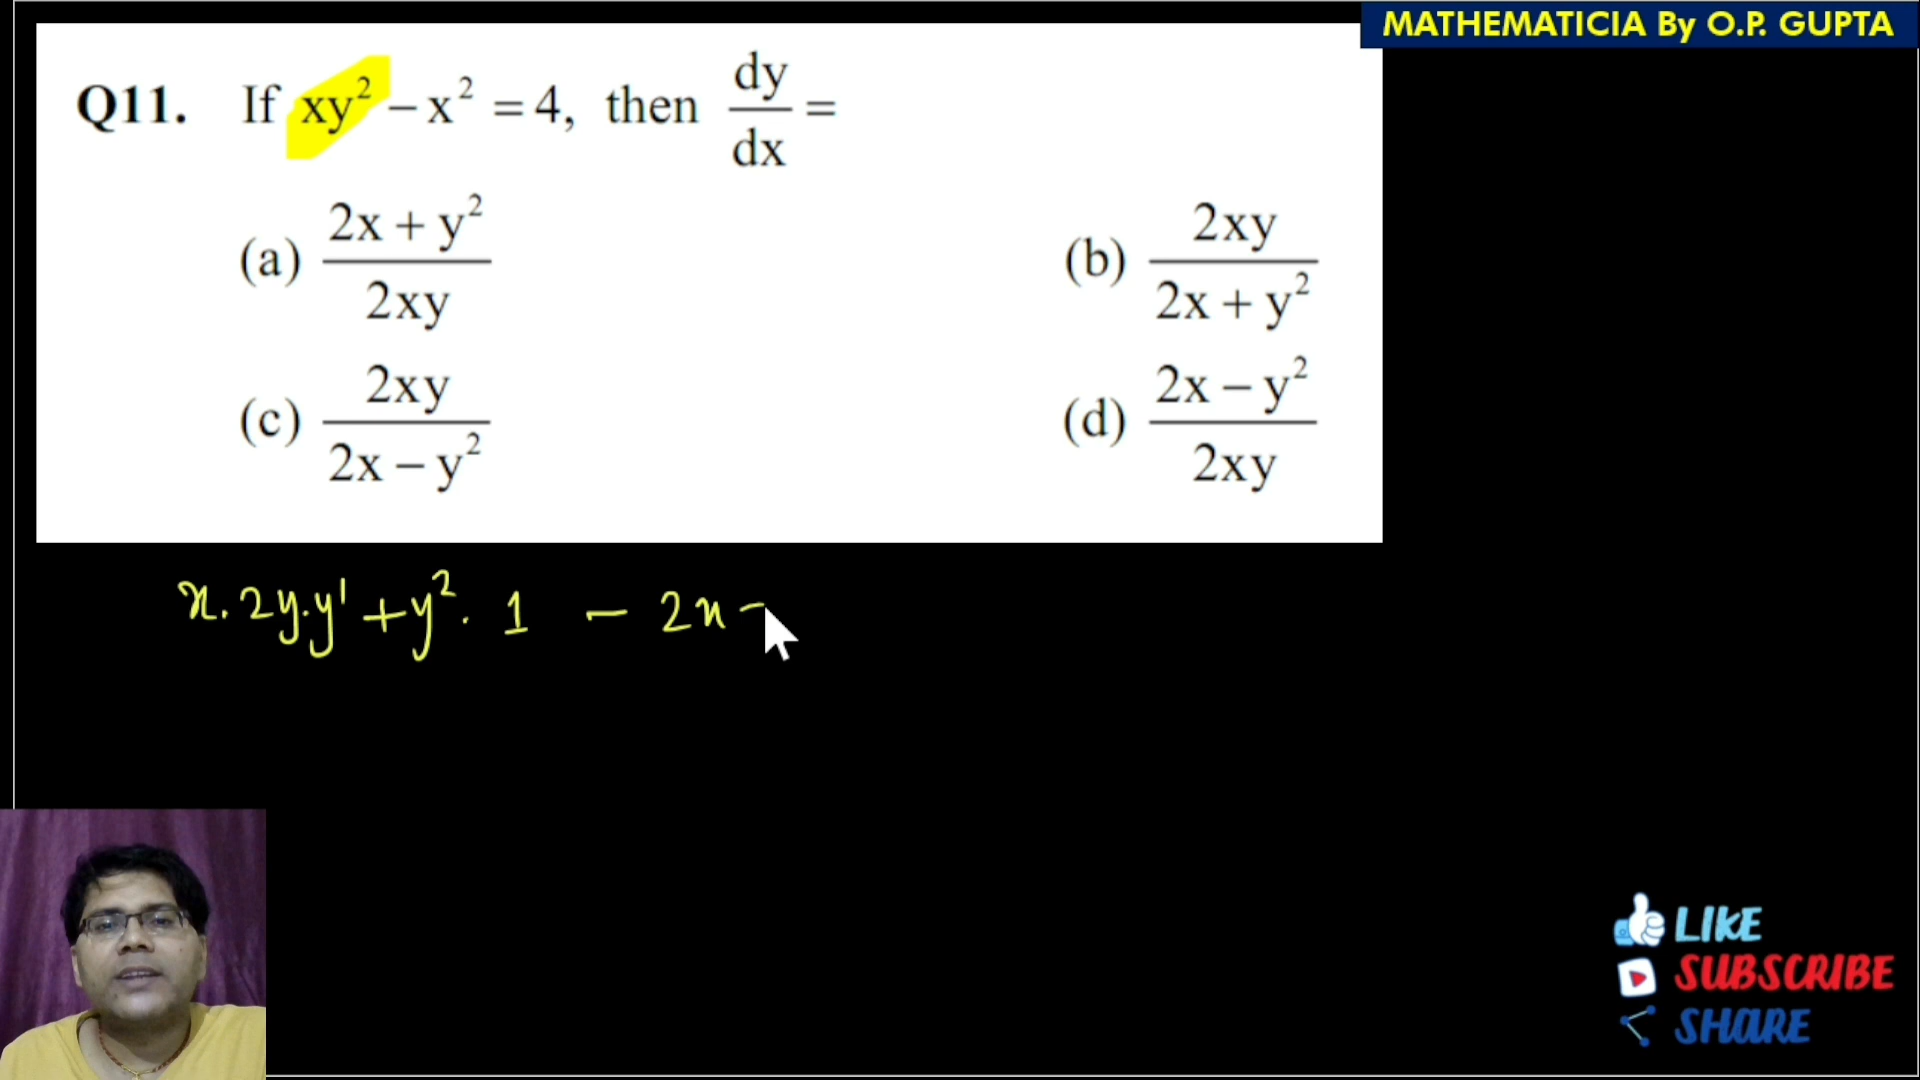 MATHEMATICIA By O.P. GUPTA
Q11. If xy² – x² = 4, then dy/dx =
(a) (2x + y²)/(2xy) (b) (2xy)/(2x + y²)
(c) (2xy)/(2x – y²) (d) (2x – y²)/(2xy)
x. 2y.y' + y². 1 – 2x -
LIKE
SUBSCRIBE
SHARE